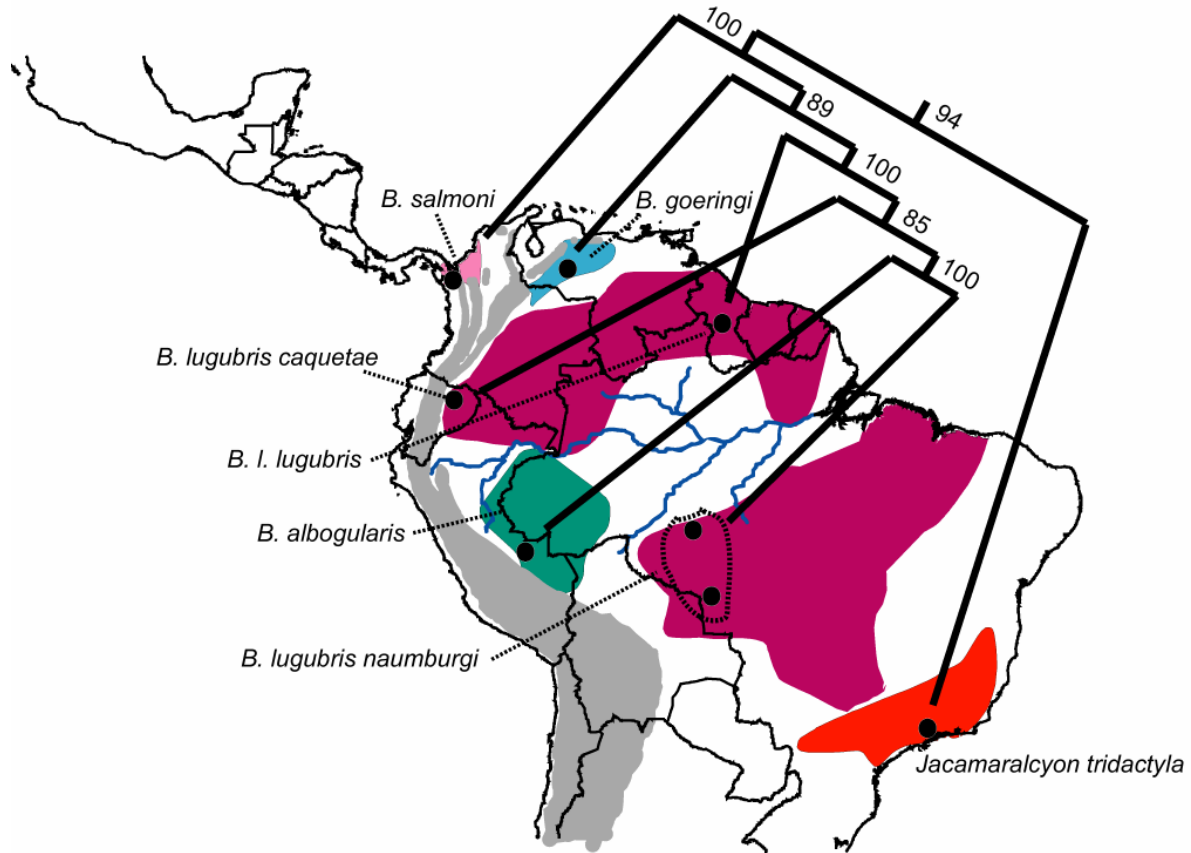 100
94
89
100
B. salmoni
B. goeringi
85
100
B. lugubris caquetae
B. l. lugubris
B. albogularis
B. lugubris naumburgi
Jacamaralcyon tridactyla